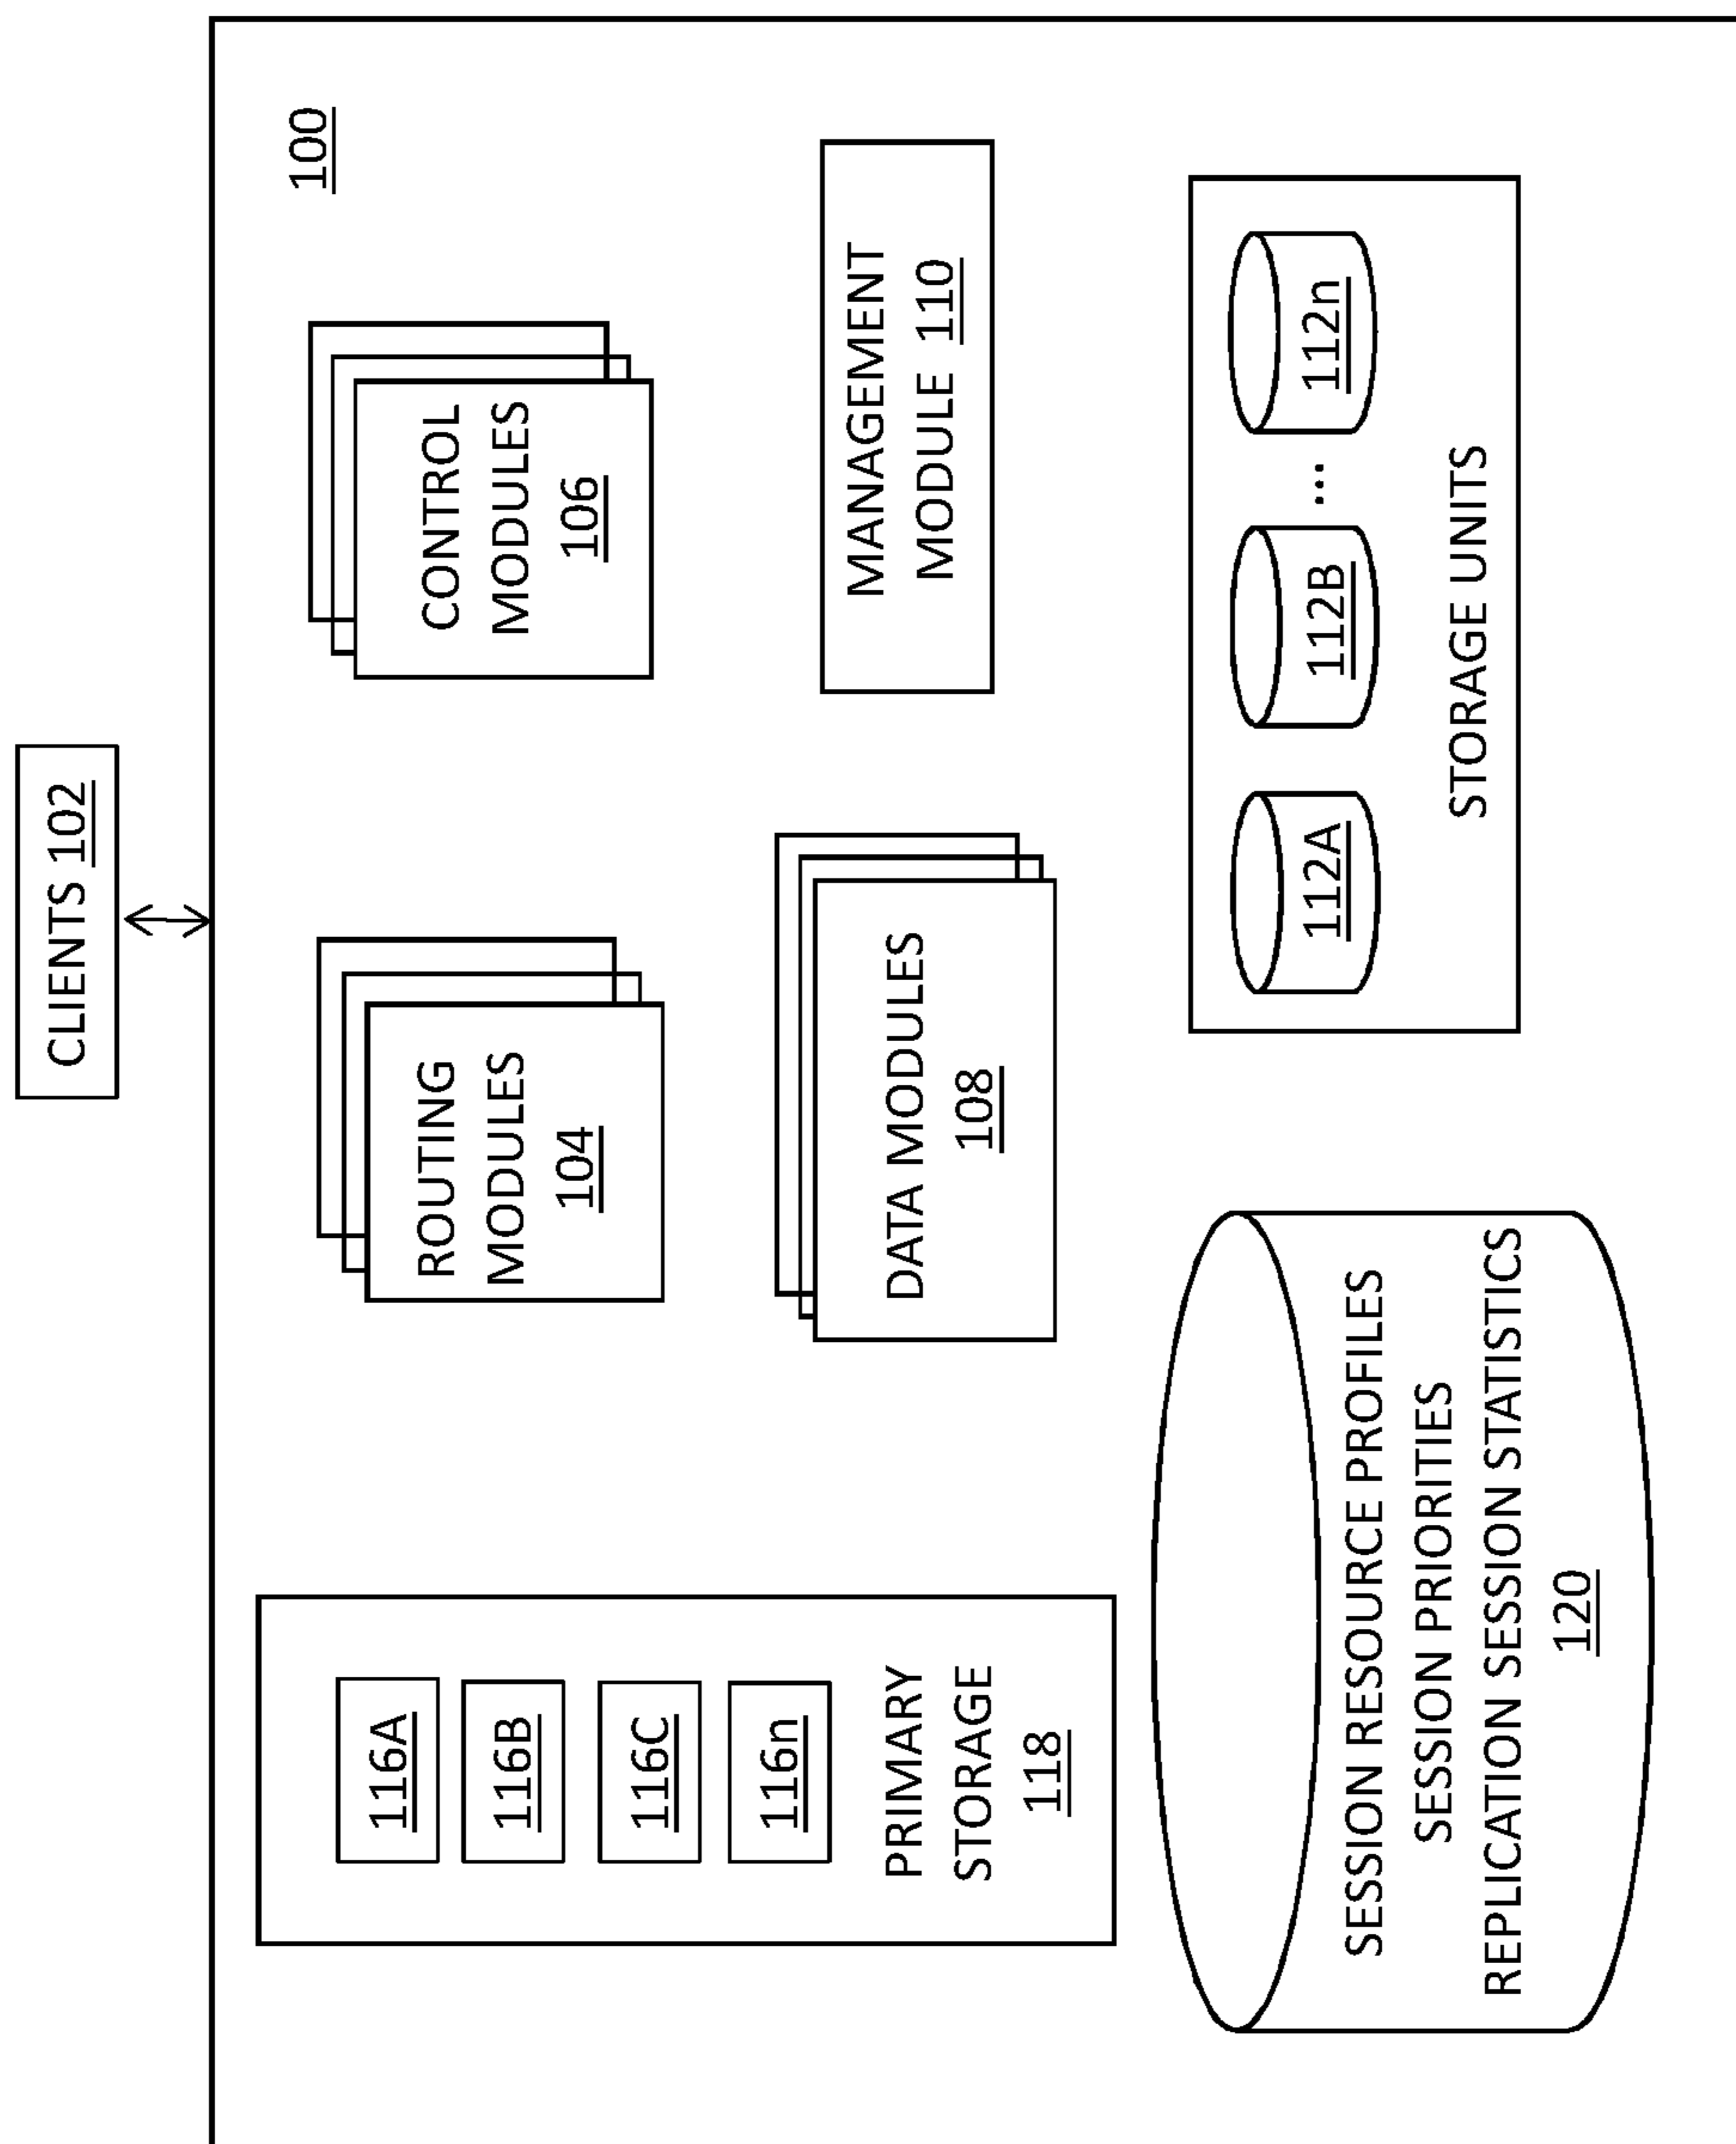 CLIENTS 102
100
116A
116B
116C
116n
PRIMARY
STORAGE
118
ROUTING
MODULES
104
CONTROL
MODULES
106
DATA MODULES
108
MANAGEMENT
MODULE 110
SESSION RESOURCE PROFILES
SESSION PRIORITIES
REPLICATION SESSION STATISTICS
120
112A
112B
...
112n
STORAGE UNITS